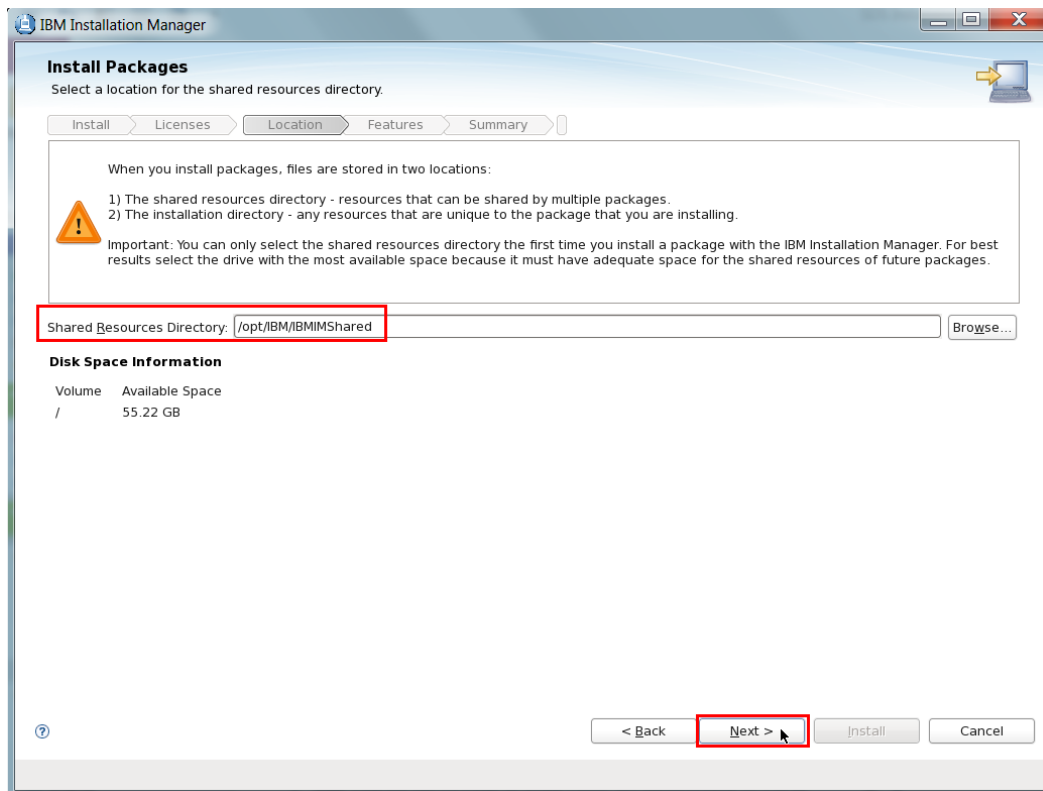 IBM Installation Manager
Install Packages
Select a location for the shared resources directory.
Install Licenses Location Features Summary
When you install packages, files are stored in two locations:
1) The shared resources directory - resources that can be shared by multiple packages.
2) The installation directory - any resources that are unique to the package that you are installing.
Important: You can only select the shared resources directory the first time you install a package with the IBM Installation Manager. For best
results select the drive with the most available space because it must have adequate space for the shared resources of future packages.
Shared Resources Directory: /opt/IBM/IBMIMShared Browse...
Disk Space Information
Volume Available Space
/ 55.22 GB
? < Back Next > Install Cancel